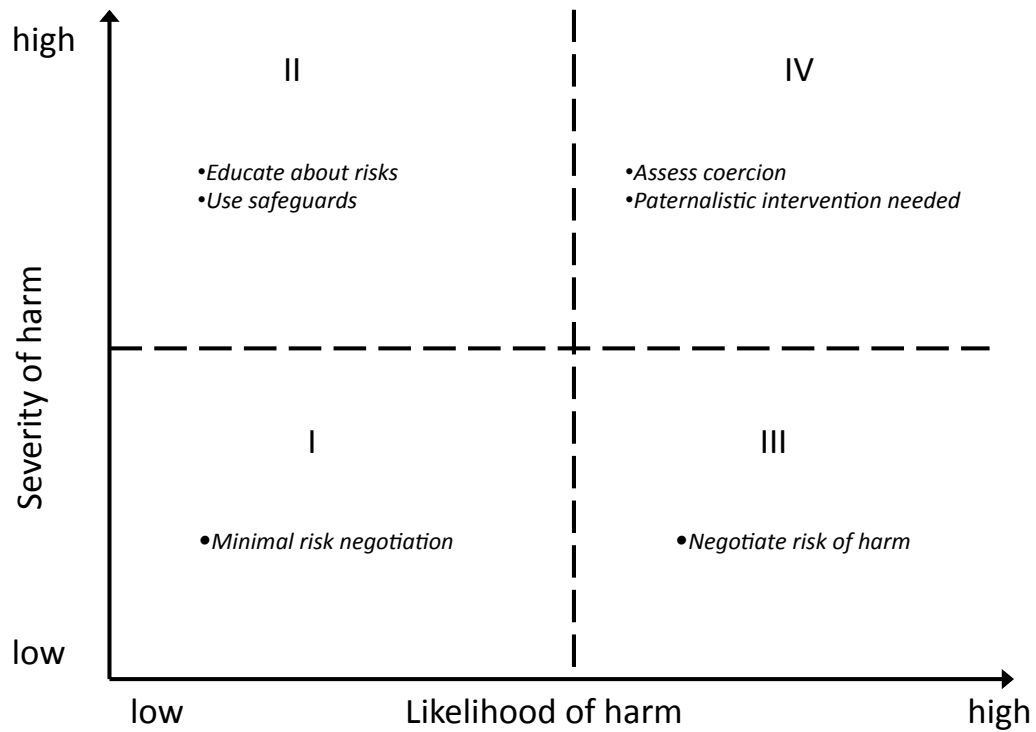 high
II
IV
•Educate about risks
•Use safeguards
•Assess coercion
•Paternalistic intervention needed
Severity of harm
I
III
•Minimal risk negotiation
•Negotiate risk of harm
low
low
Likelihood of harm
high